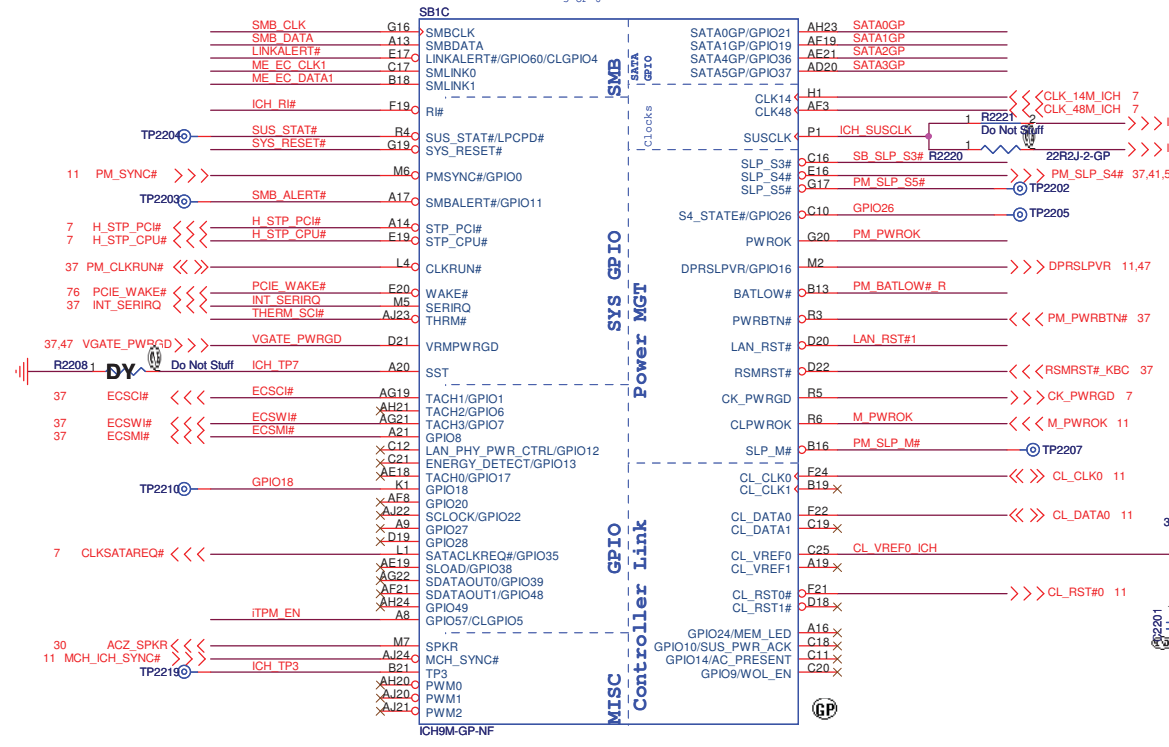 SB1C
SMB_CLK G16 SMBCLK
SMB_DATA A13 SMBDATA
LINKALERT# E17 LINKALERT#/GPIO60/CLGPIO4
ME_EC_CLK1 C17 SMLINK0
ME_EC_DATA1 B18 SMLINK1
ICH_RI# F19 RI#
TP2204 SUS_STAT# R4 SUS_STAT#/LPCPD#
SYS_RESET# G19 SYS_RESET#
11 PM_SYNC# M6 PMSYNC#/GPIO0
TP2203 SMB_ALERT# A17 SMBALERT#/GPIO11
7 H_STP_PCI# H_STP_PCI# A14 STP_PCI#
7 H_STP_CPU# H_STP_CPU# E19 STP_CPU#
37 PM_CLKRUN# L4 CLKRUN#
76 PCIE_WAKE# PCIE_WAKE# E20 WAKE#
37 INT_SERIRQ INT_SERIRQ M5 SERIRQ
THERM_SCI# AJ23 THRM#
37,47 VGATE_PWRGD VGATE_PWRGD D21 VRMPWRGD
R2208 1 DY Do Not Stuff ICH_TP7 A20 SST
37 ECSCI# ECSCI# AG19 TACH1/GPIO1
AH21 TACH2/GPIO6
37 ECSWI# ECSWI# AG21 TACH3/GPIO7
37 ECSMI# ECSMI# A21 GPIO8
C12 LAN_PHY_PWR_CTRL/GPIO12
C21 ENERGY_DETECT/GPIO13
AE18 TACH0/GPIO17
TP2210 GPIO18 K1 GPIO18
AF8 GPIO20
AJ22 SCLOCK/GPIO22
A9 GPIO27
D19 GPIO28
7 CLKSATAREQ# L1 SATACLKREQ#/GPIO35
AE19 SLOAD/GPIO38
AG22 SDATAOUT0/GPIO39
AF21 SDATAOUT1/GPIO48
AH24 GPIO49
iTPM_EN A8 GPIO57/CLGPIO5
30 ACZ_SPKR M7 SPKR
11 MCH_ICH_SYNC# AJ24 MCH_SYNC#
TP2219 ICH_TP3 B21 TP3
AH20 PWM0
AJ20 PWM1
AJ21 PWM2
ICH9M-GP-NF
SMB
SYS GPIO
GPIO
MISC
SATA
GPIO
Clocks
Power MGT
Controller Link
SATA0GP/GPIO21 AH23 SATA0GP
SATA1GP/GPIO19 AF19 SATA1GP
SATA4GP/GPIO36 AE21 SATA2GP
SATA5GP/GPIO37 AD20 SATA3GP
CLK14 H1 CLK_14M_ICH 7
CLK48 AF3 CLK_48M_ICH 7
1 R2221 2
Do Not Stuff
SUSCLK P1 ICH_SUSCLK
R2220 1 22R2J-2-GP
SLP_S3# C16 SB_SLP_S3#
SLP_S4# E16 PM_SLP_S4# 37,41,5
SLP_S5# G17 PM_SLP_S5# TP2202
S4_STATE#/GPIO26 C10 GPIO26 TP2205
PWROK G20 PM_PWROK
DPRSLPVR/GPIO16 M2 DPRSLPVR 11,47
BATLOW# B13 PM_BATLOW#_R
PWRBTN# R3 PM_PWRBTN# 37
LAN_RST# D20 LAN_RST#1
RSMRST# D22 RSMRST#_KBC 37
CK_PWRGD R5 CK_PWRGD 7
CLPWROK R6 M_PWROK M_PWROK 11
SLP_M# B16 PM_SLP_M# TP2207
CL_CLK0 F24 CL_CLK0 11
CL_CLK1 B19
CL_DATA0 F22 CL_DATA0 11
CL_DATA1 C19
CL_VREF0 C25 CL_VREF0_ICH
CL_VREF1 A19
CL_RST0# F21 CL_RST#0 11
CL_RST1# D18
GPIO24/MEM_LED A16
GPIO10/SUS_PWR_ACK C18
GPIO14/AC_PRESENT C11
GPIO9/WOL_EN C20
GP